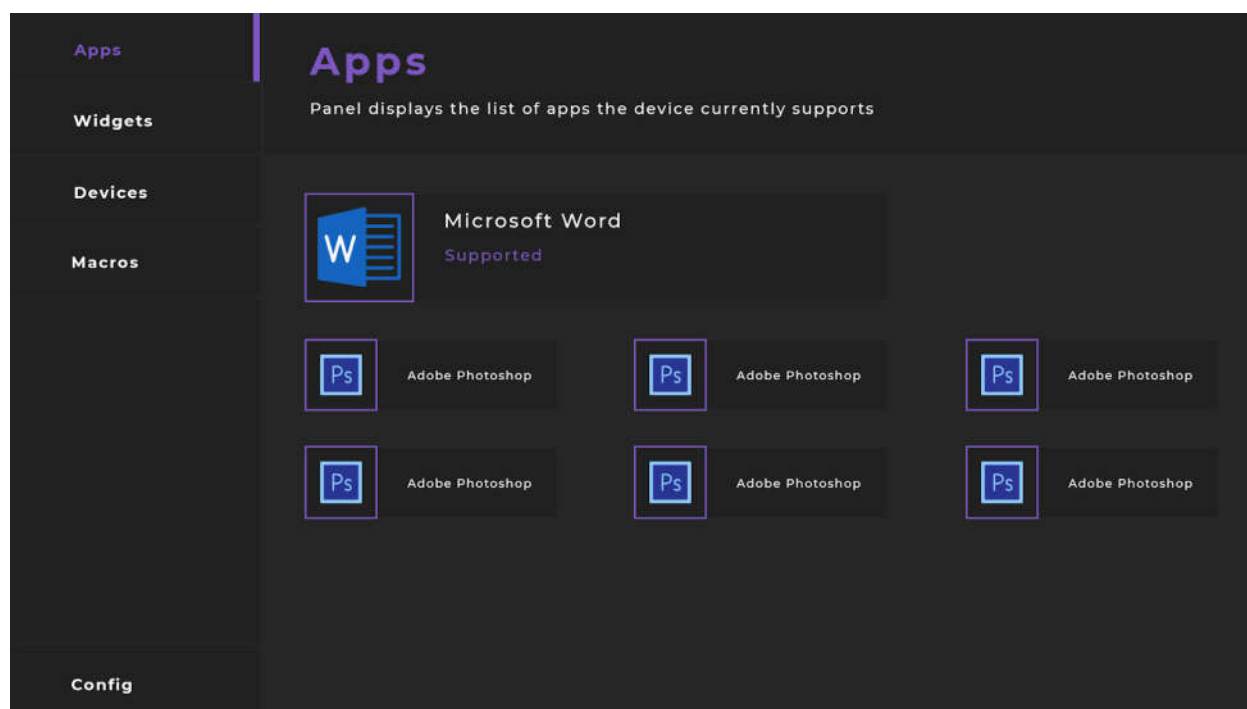 Apps
Widgets
Devices
Macros
Config
Apps
Panel displays the list of apps the device currently supports
W
Microsoft Word
Supported
Ps
Adobe Photoshop
Ps
Adobe Photoshop
Ps
Adobe Photoshop
Ps
Adobe Photoshop
Ps
Adobe Photoshop
Ps
Adobe Photoshop